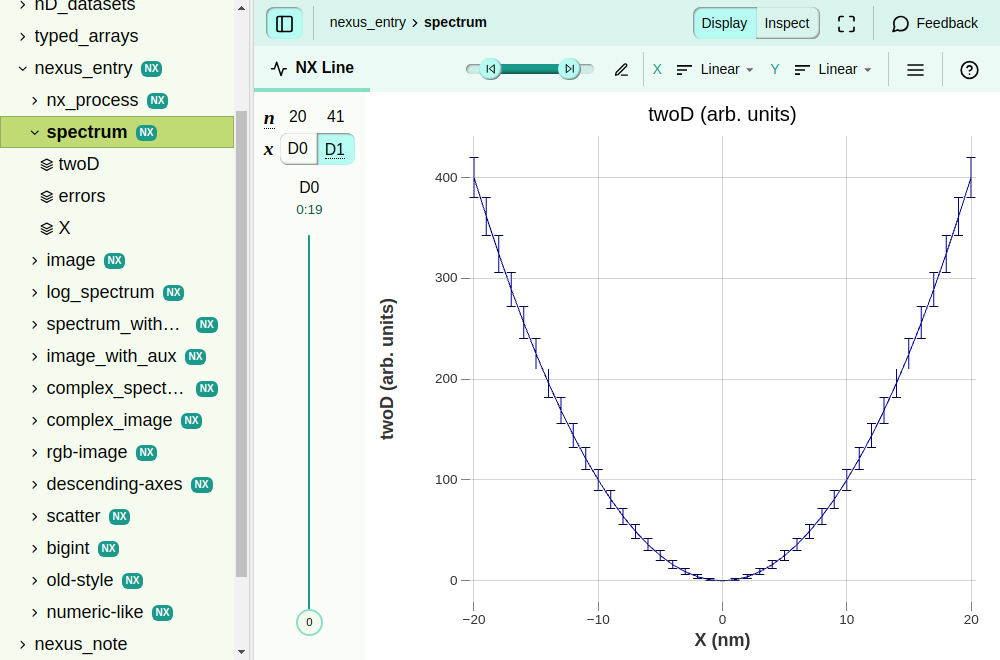 nD_datasets
typed_arrays
nexus_entry NX
nx_process NX
spectrum NX
twoD
errors
X
image NX
log_spectrum NX
spectrum_with… NX
image_with_aux NX
complex_spect… NX
complex_image NX
rgb-image NX
descending-axes NX
scatter NX
bigint NX
old-style NX
numeric-like NX
nexus_note
nexus_entry › spectrum
Display Inspect
Feedback
NX Line
X Linear
Y Linear
n 20 41
x D0 D1
D0
0:19
0
twoD (arb. units)
twoD (arb. units)
400
300
200
100
0
−20 −10 0 10 20
X (nm)